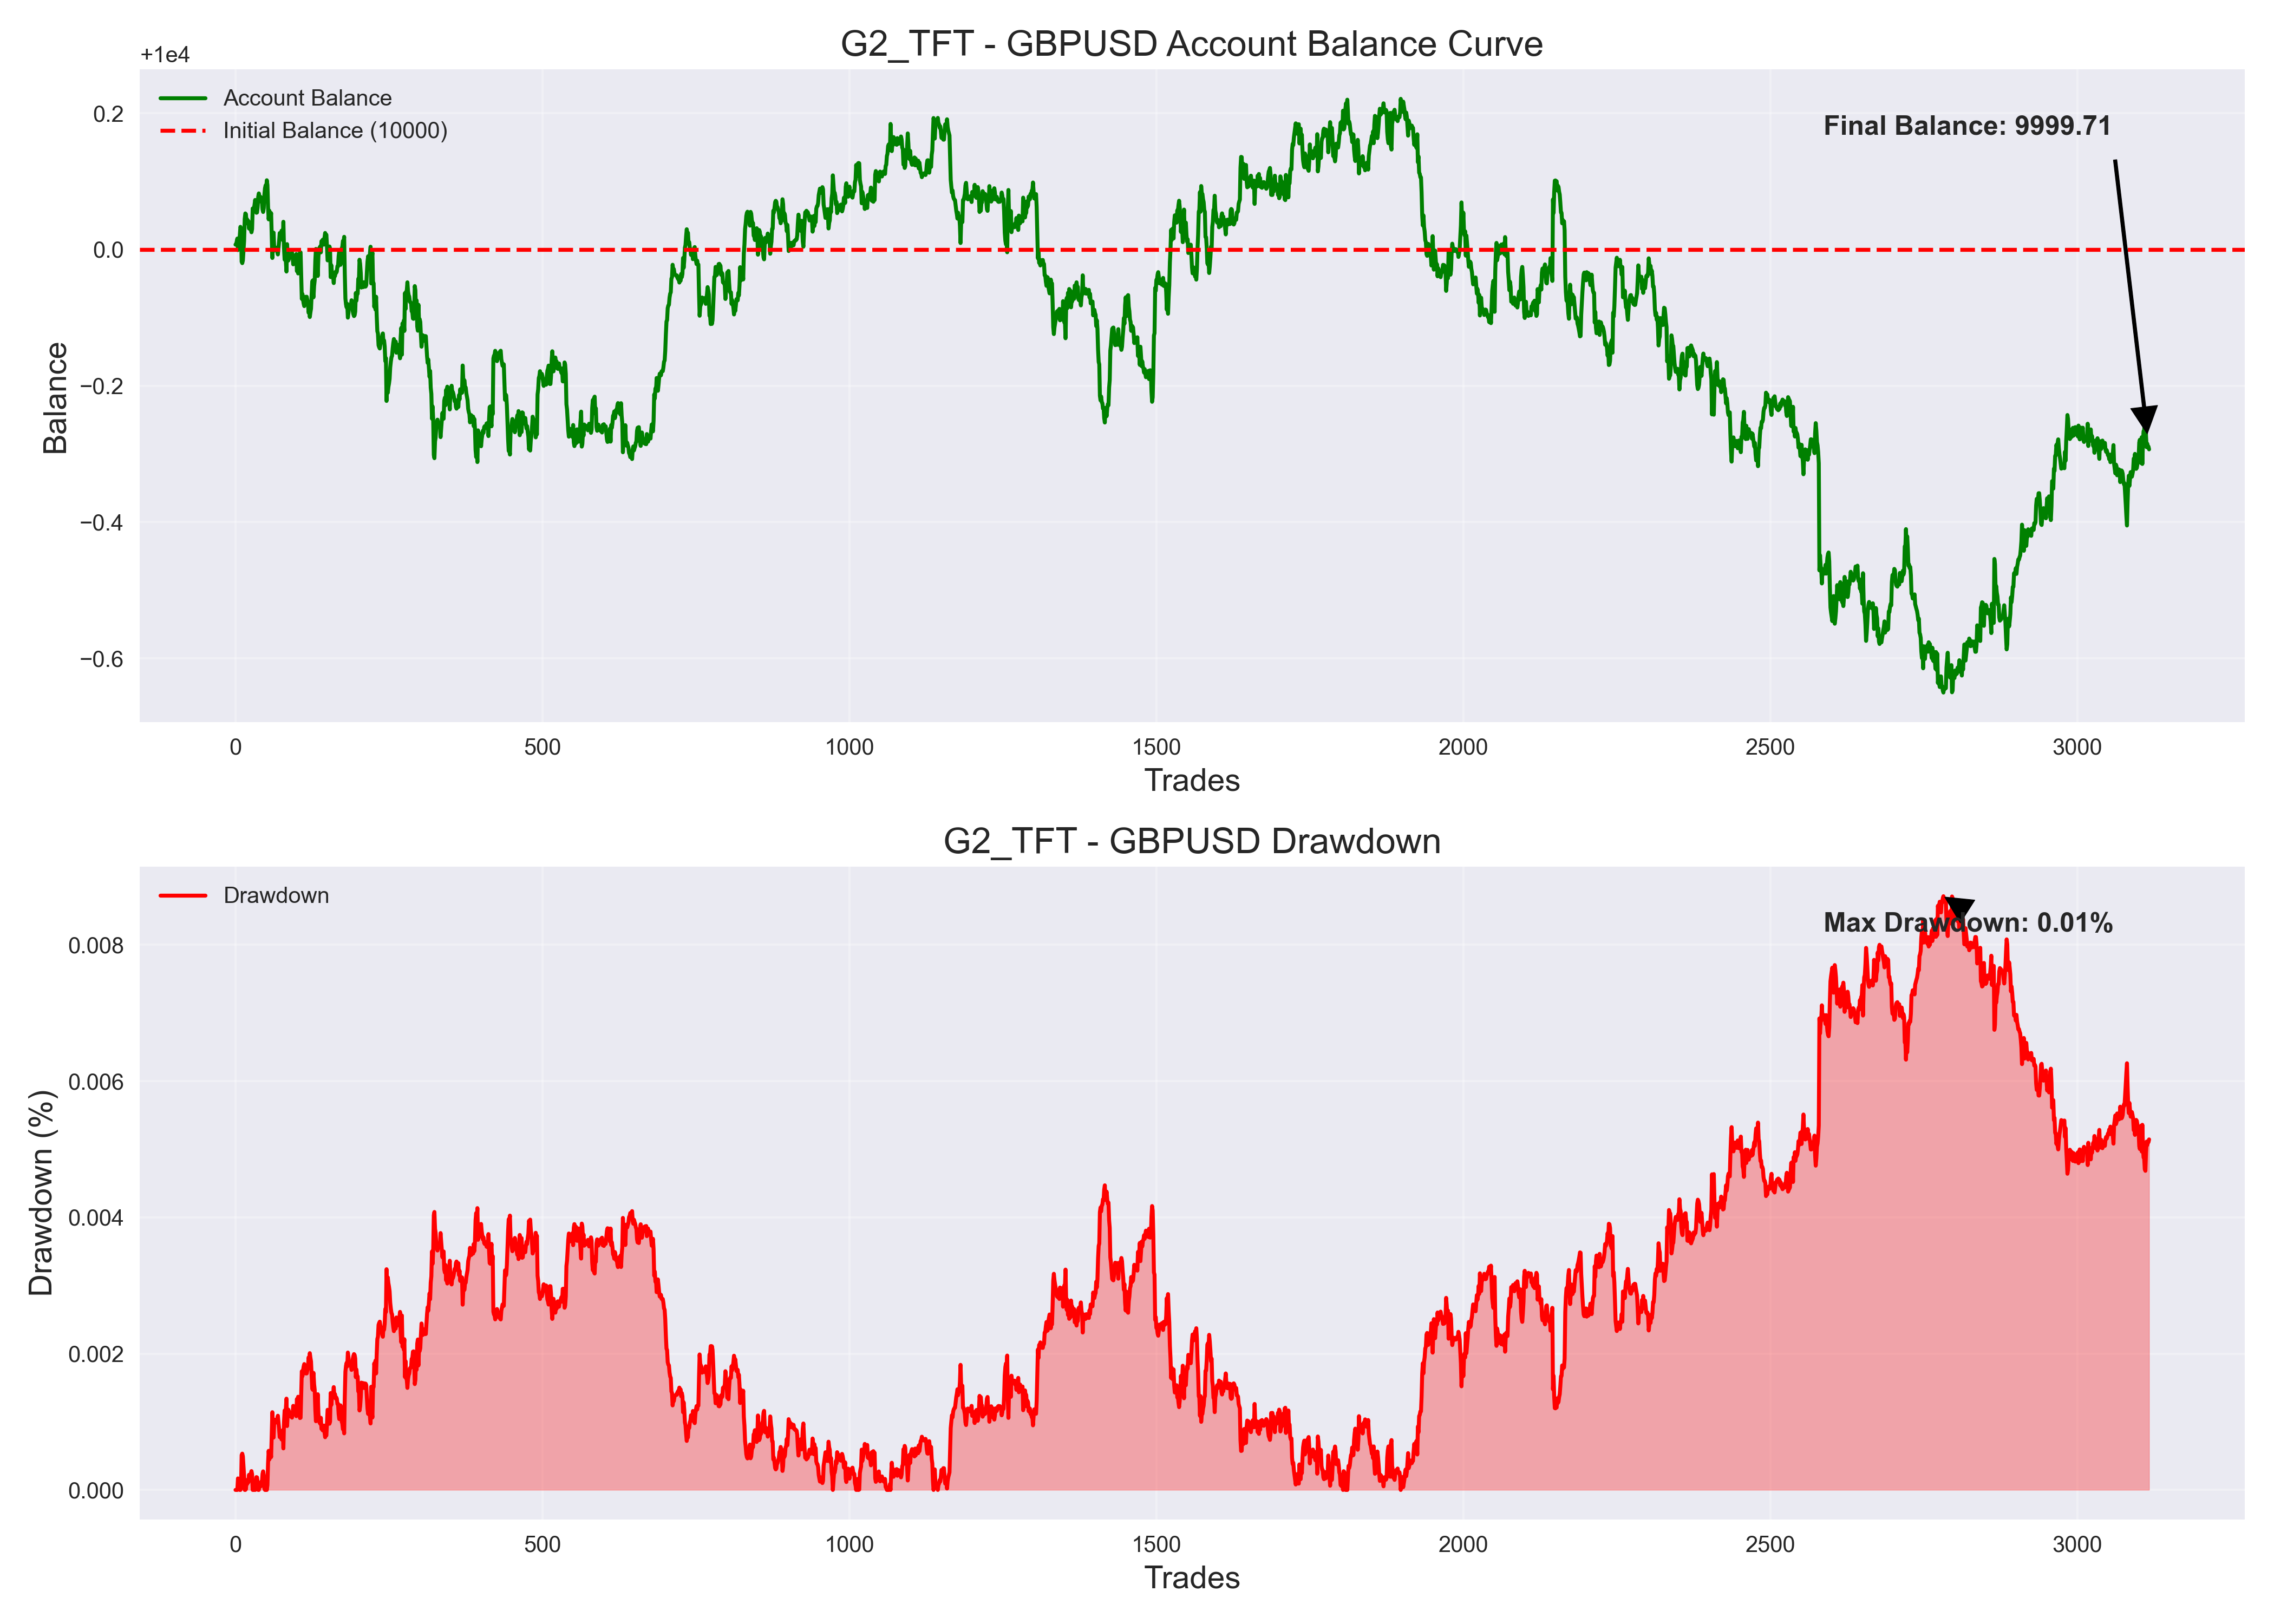 G2_TFT - GBPUSD Account Balance Curve
+1e4
Account Balance
Initial Balance (10000)
Final Balance: 9999.71
Balance
0.2
0.0
−0.2
−0.4
−0.6
0 500 1000 1500 2000 2500 3000
Trades
G2_TFT - GBPUSD Drawdown
Drawdown
Max Drawdown: 0.01%
Drawdown (%)
0.008
0.006
0.004
0.002
0.000
0 500 1000 1500 2000 2500 3000
Trades